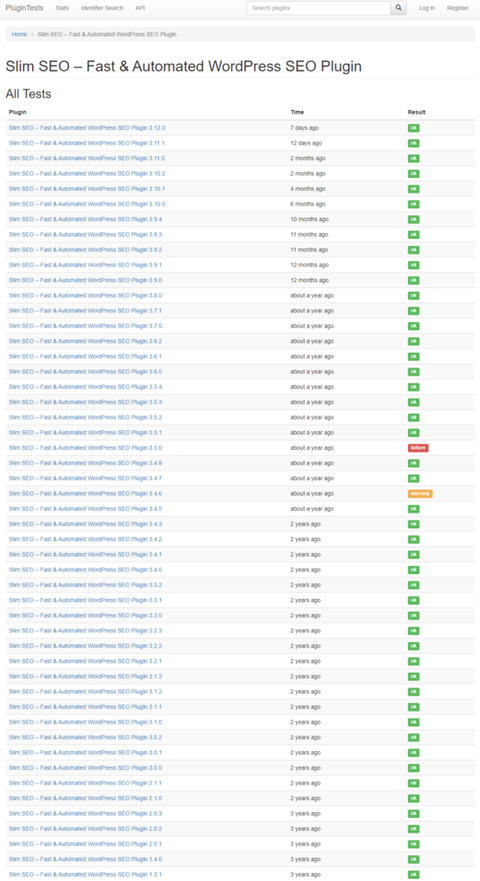 PluginTests Stats Identifier Search API Search plugins Log in Register
Home > Slim SEO – Fast & Automated WordPress SEO Plugin
Slim SEO – Fast & Automated WordPress SEO Plugin
All Tests
Plugin Time Result
Slim SEO – Fast & Automated WordPress SEO Plugin 3.12.0 7 days ago ok
Slim SEO – Fast & Automated WordPress SEO Plugin 3.11.1 12 days ago ok
Slim SEO – Fast & Automated WordPress SEO Plugin 3.11.0 2 months ago ok
Slim SEO – Fast & Automated WordPress SEO Plugin 3.10.2 2 months ago ok
Slim SEO – Fast & Automated WordPress SEO Plugin 3.10.1 4 months ago ok
Slim SEO – Fast & Automated WordPress SEO Plugin 3.10.0 6 months ago ok
Slim SEO – Fast & Automated WordPress SEO Plugin 3.9.4 10 months ago ok
Slim SEO – Fast & Automated WordPress SEO Plugin 3.9.3 11 months ago ok
Slim SEO – Fast & Automated WordPress SEO Plugin 3.9.2 11 months ago ok
Slim SEO – Fast & Automated WordPress SEO Plugin 3.9.1 12 months ago ok
Slim SEO – Fast & Automated WordPress SEO Plugin 3.9.0 12 months ago ok
Slim SEO – Fast & Automated WordPress SEO Plugin 3.8.0 about a year ago ok
Slim SEO – Fast & Automated WordPress SEO Plugin 3.7.1 about a year ago ok
Slim SEO – Fast & Automated WordPress SEO Plugin 3.7.0 about a year ago ok
Slim SEO – Fast & Automated WordPress SEO Plugin 3.6.2 about a year ago ok
Slim SEO – Fast & Automated WordPress SEO Plugin 3.6.1 about a year ago ok
Slim SEO – Fast & Automated WordPress SEO Plugin 3.6.0 about a year ago ok
Slim SEO – Fast & Automated WordPress SEO Plugin 3.5.4 about a year ago ok
Slim SEO – Fast & Automated WordPress SEO Plugin 3.5.3 about a year ago ok
Slim SEO – Fast & Automated WordPress SEO Plugin 3.5.2 about a year ago ok
Slim SEO – Fast & Automated WordPress SEO Plugin 3.5.1 about a year ago ok
Slim SEO – Fast & Automated WordPress SEO Plugin 3.5.0 about a year ago failure
Slim SEO – Fast & Automated WordPress SEO Plugin 3.4.8 about a year ago ok
Slim SEO – Fast & Automated WordPress SEO Plugin 3.4.7 about a year ago ok
Slim SEO – Fast & Automated WordPress SEO Plugin 3.4.6 about a year ago warning
Slim SEO – Fast & Automated WordPress SEO Plugin 3.4.5 about a year ago ok
Slim SEO – Fast & Automated WordPress SEO Plugin 3.4.3 2 years ago ok
Slim SEO – Fast & Automated WordPress SEO Plugin 3.4.2 2 years ago ok
Slim SEO – Fast & Automated WordPress SEO Plugin 3.4.1 2 years ago ok
Slim SEO – Fast & Automated WordPress SEO Plugin 3.4.0 2 years ago ok
Slim SEO – Fast & Automated WordPress SEO Plugin 3.3.2 2 years ago ok
Slim SEO – Fast & Automated WordPress SEO Plugin 3.3.1 2 years ago ok
Slim SEO – Fast & Automated WordPress SEO Plugin 3.3.0 2 years ago ok
Slim SEO – Fast & Automated WordPress SEO Plugin 3.2.3 2 years ago ok
Slim SEO – Fast & Automated WordPress SEO Plugin 3.2.2 2 years ago ok
Slim SEO – Fast & Automated WordPress SEO Plugin 3.2.1 2 years ago ok
Slim SEO – Fast & Automated WordPress SEO Plugin 3.1.3 2 years ago ok
Slim SEO – Fast & Automated WordPress SEO Plugin 3.1.2 2 years ago ok
Slim SEO – Fast & Automated WordPress SEO Plugin 3.1.1 2 years ago ok
Slim SEO – Fast & Automated WordPress SEO Plugin 3.1.0 2 years ago ok
Slim SEO – Fast & Automated WordPress SEO Plugin 3.0.2 2 years ago ok
Slim SEO – Fast & Automated WordPress SEO Plugin 3.0.1 2 years ago ok
Slim SEO – Fast & Automated WordPress SEO Plugin 3.0.0 2 years ago ok
Slim SEO – Fast & Automated WordPress SEO Plugin 2.1.1 2 years ago ok
Slim SEO – Fast & Automated WordPress SEO Plugin 2.1.0 2 years ago ok
Slim SEO – Fast & Automated WordPress SEO Plugin 2.0.3 3 years ago ok
Slim SEO – Fast & Automated WordPress SEO Plugin 2.0.2 3 years ago ok
Slim SEO – Fast & Automated WordPress SEO Plugin 2.0.1 3 years ago ok
Slim SEO – Fast & Automated WordPress SEO Plugin 1.4.0 3 years ago ok
Slim SEO – Fast & Automated WordPress SEO Plugin 1.3.1 3 years ago ok